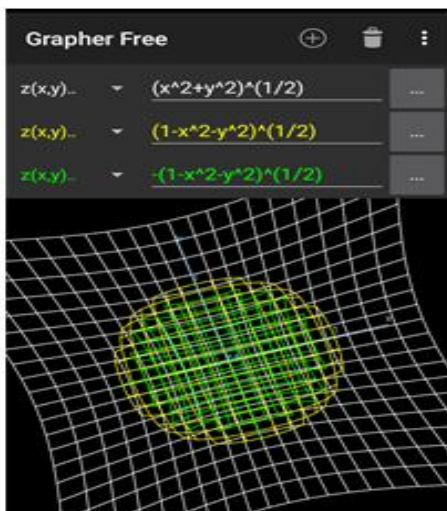 Grapher Free
z(x,y)_ (x^2+y^2)^(1/2) ...
z(x,y)_ (1-x^2-y^2)^(1/2) ...
z(x,y)_ -(1-x^2-y^2)^(1/2) ...